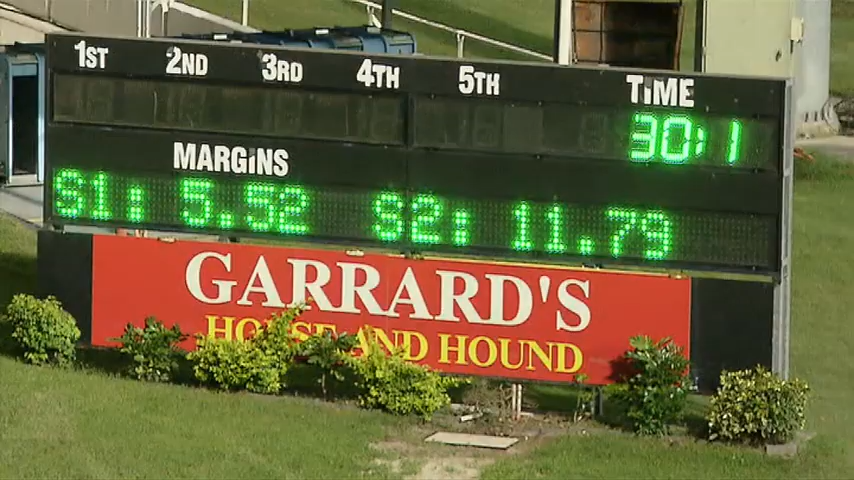 1ST 2ND 3RD 4TH 5TH TIME
30:1
MARGINS
S1: 5.52 S2: 11.79
GARRARD'S
HORSE AND HOUND